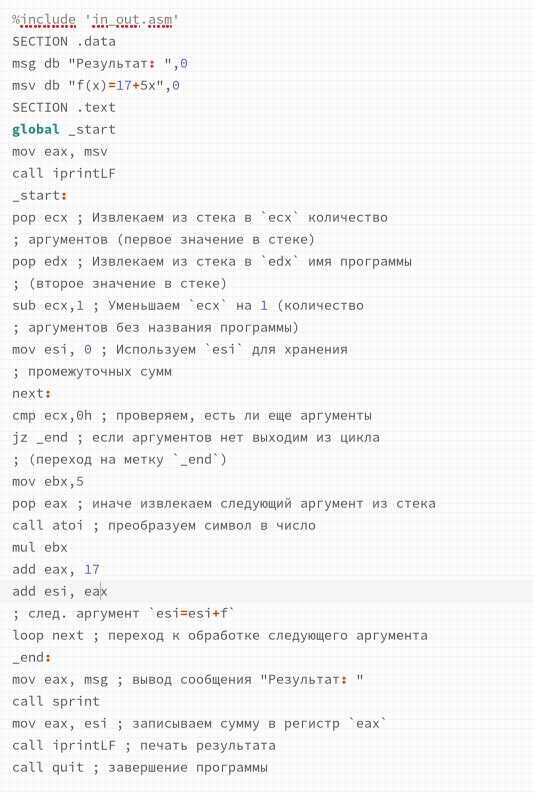 %include 'in_out.asm'
SECTION .data
msg db "Результат: ",0
msv db "f(x)=17+5x",0
SECTION .text
global _start
mov eax, msv
call iprintLF
_start:
pop ecx ; Извлекаем из стека в `ecx` количество
; аргументов (первое значение в стеке)
pop edx ; Извлекаем из стека в `edx` имя программы
; (второе значение в стеке)
sub ecx,1 ; Уменьшаем `ecx` на 1 (количество
; аргументов без названия программы)
mov esi, 0 ; Используем `esi` для хранения
; промежуточных сумм
next:
cmp ecx,0h ; проверяем, есть ли еще аргументы
jz _end ; если аргументов нет выходим из цикла
; (переход на метку `_end`)
mov ebx,5
pop eax ; иначе извлекаем следующий аргумент из стека
call atoi ; преобразуем символ в число
mul ebx
add eax, 17
add esi, eax
; след. аргумент `esi=esi+f`
loop next ; переход к обработке следующего аргумента
_end:
mov eax, msg ; вывод сообщения "Результат: "
call sprint
mov eax, esi ; записываем сумму в регистр `eax`
call iprintLF ; печать результата
call quit ; завершение программы